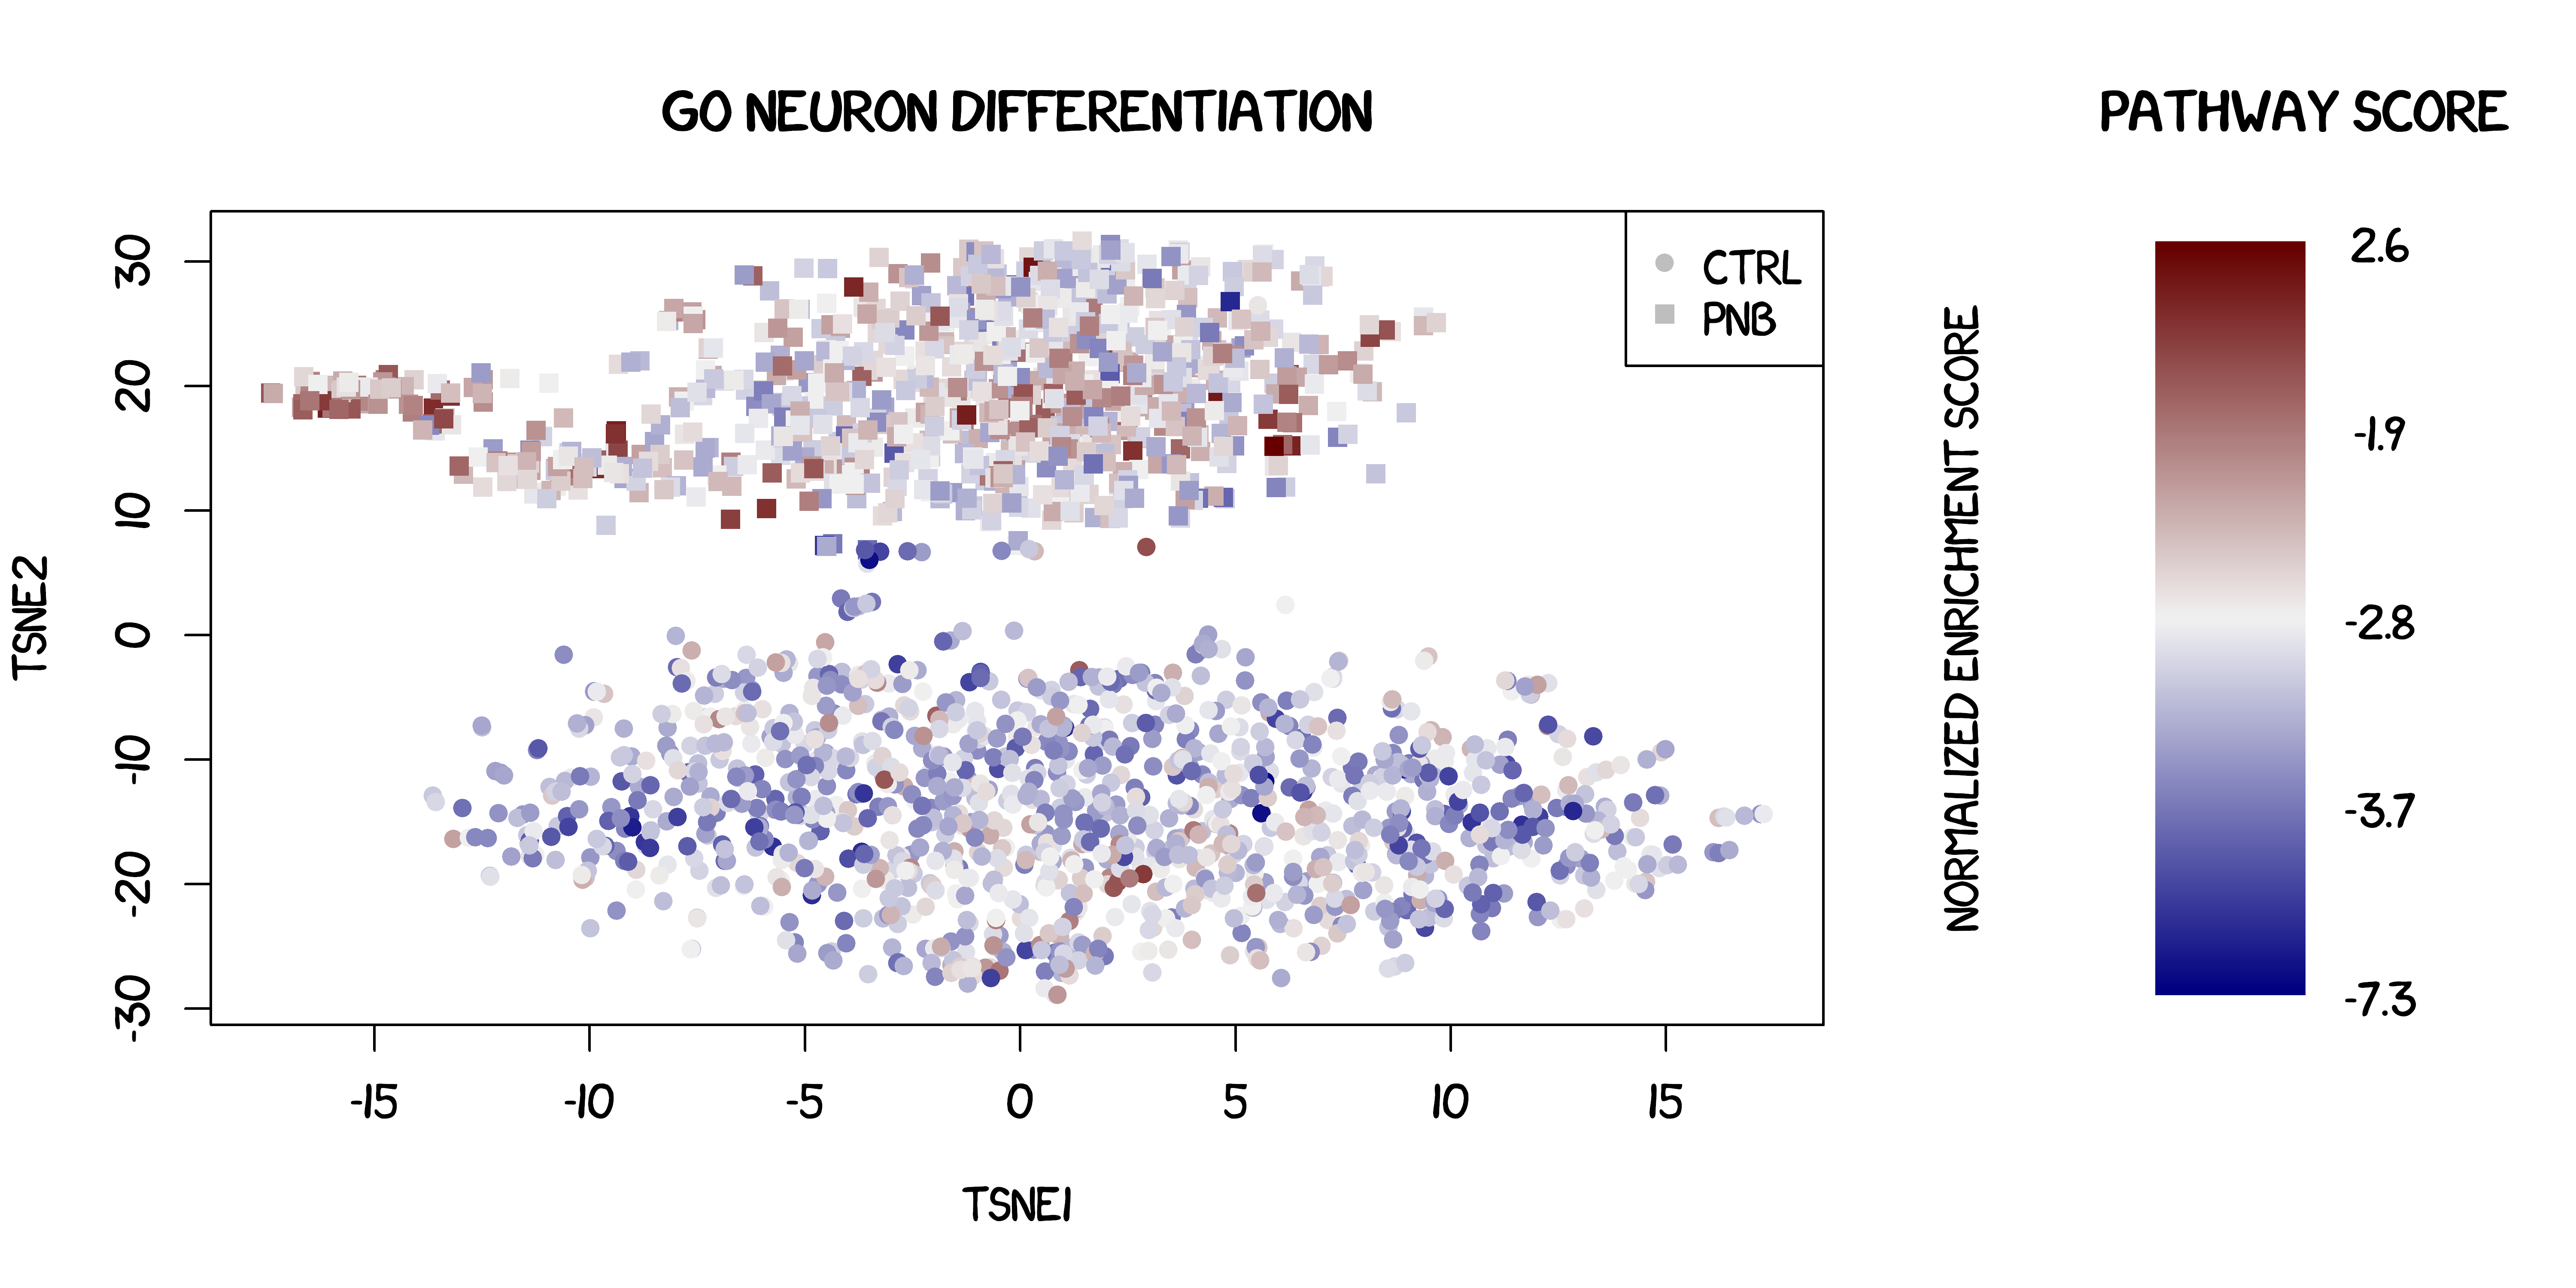 GO NEURON DIFFERENTIATION
PATHWAY SCORE
CTRL
PNB
30
20
10
0
-10
-20
-30
TSNE2
-15
-10
-5
0
5
10
15
TSNE1
NORMALIZED ENRICHMENT SCORE
2.6
-1.9
-2.8
-3.7
-7.3